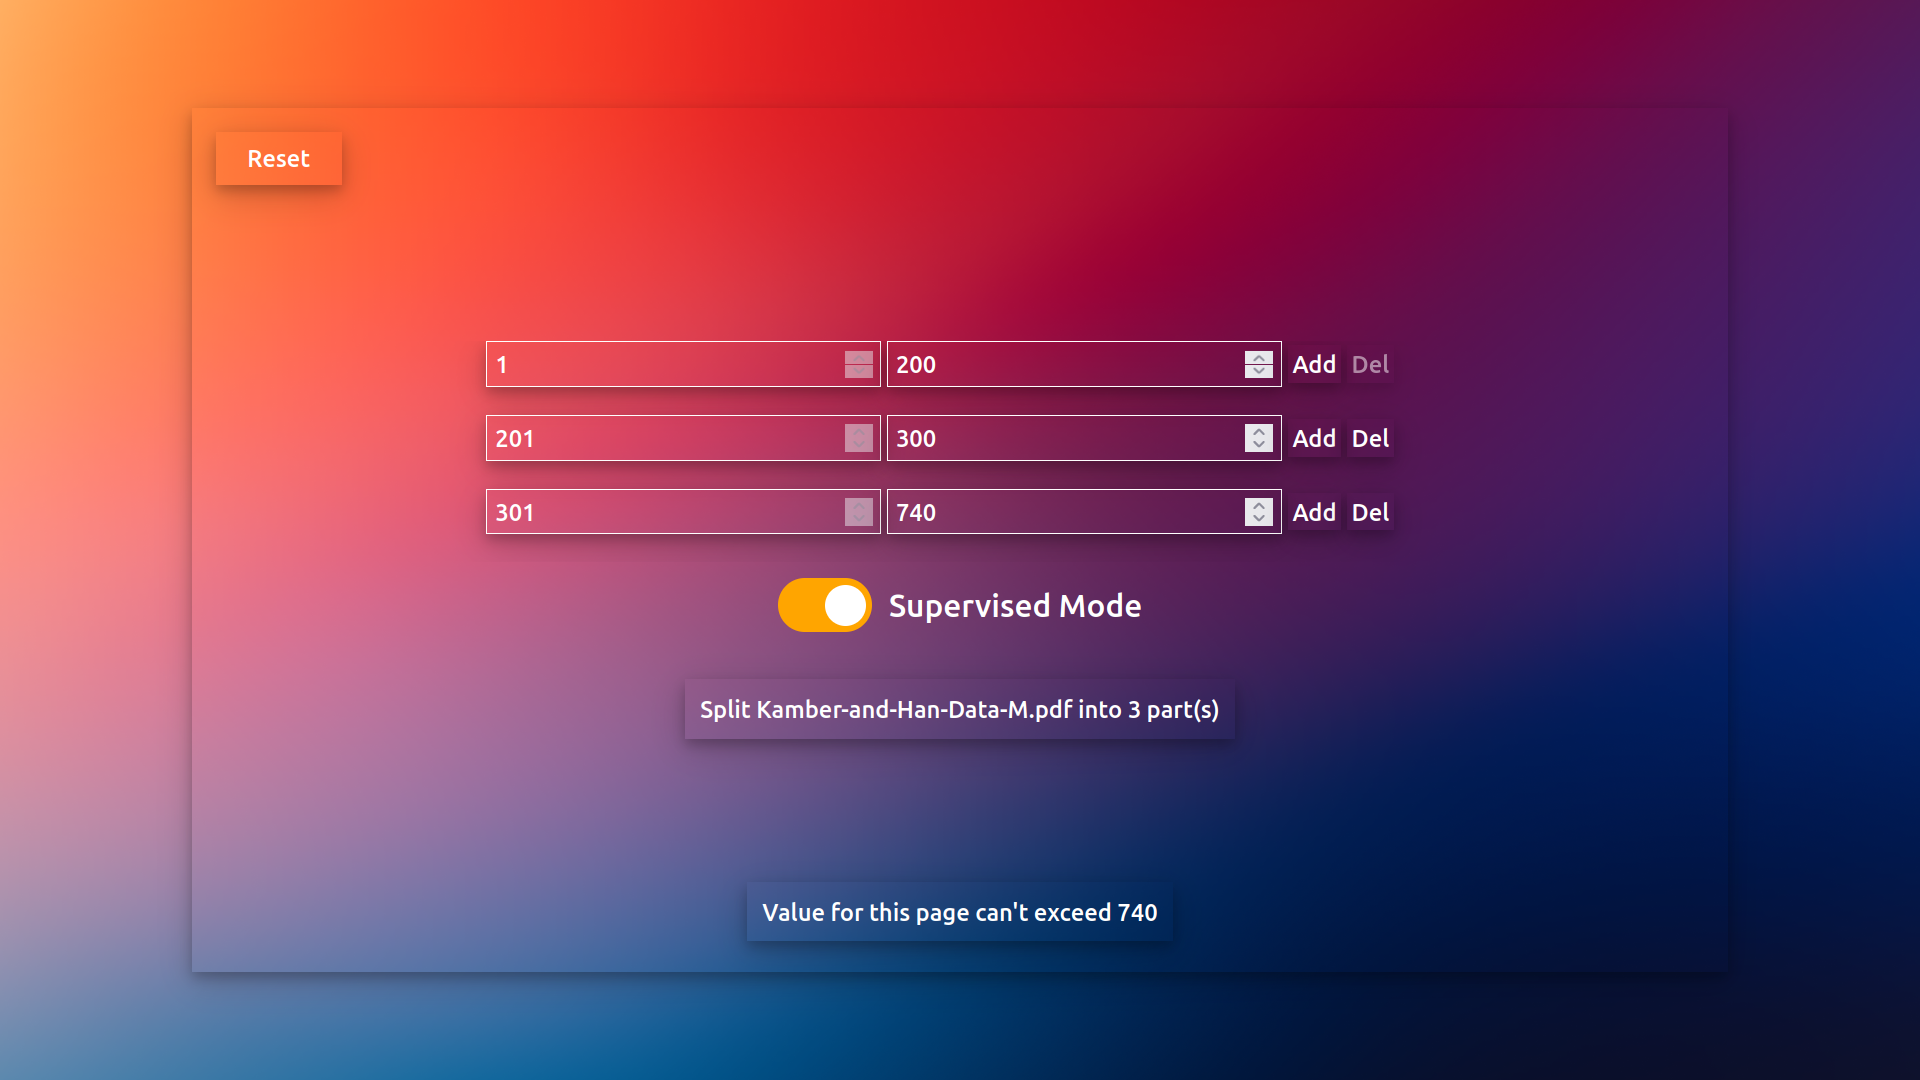 Reset
1 200 Add Del
201 300 Add Del
301 740 Add Del
Supervised Mode
Split Kamber-and-Han-Data-M.pdf into 3 part(s)
Value for this page can't exceed 740